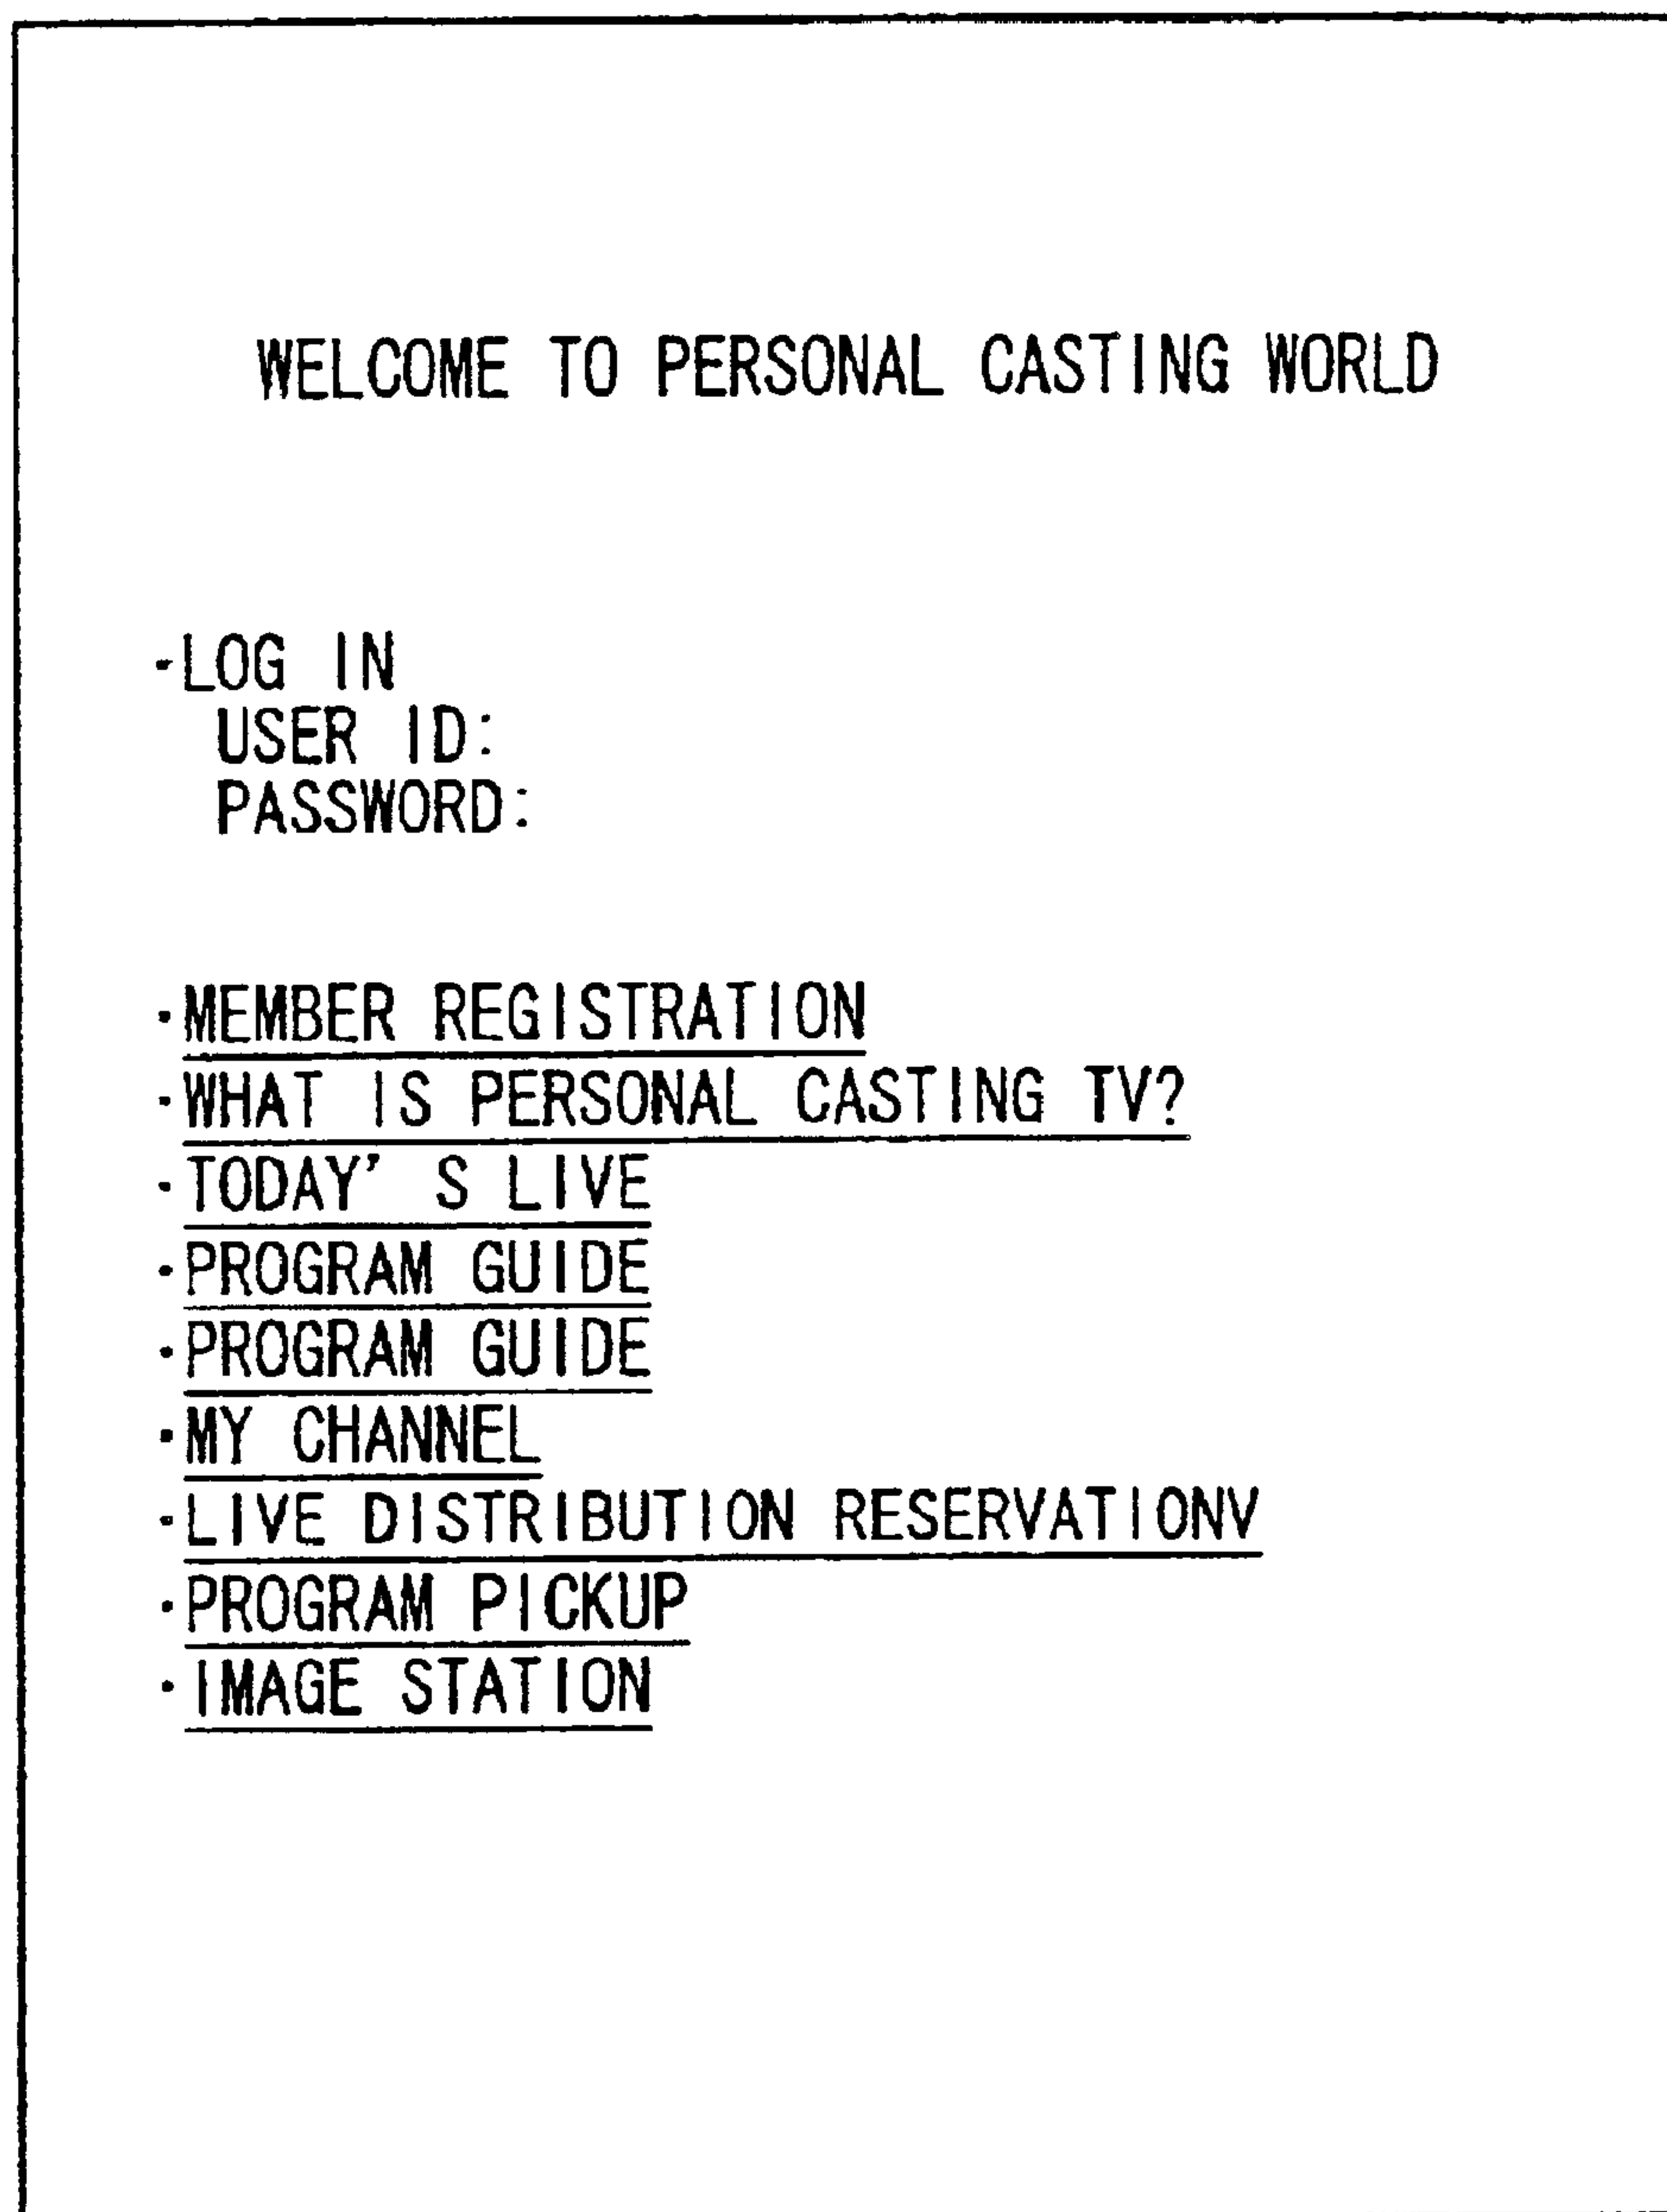 WELCOME TO PERSONAL CASTING WORLD
·LOG IN
USER ID:
PASSWORD:
·MEMBER REGISTRATION
·WHAT IS PERSONAL CASTING TV?
·TODAY' S LIVE
·PROGRAM GUIDE
·PROGRAM GUIDE
·MY CHANNEL
·LIVE DISTRIBUTION RESERVATIONV
·PROGRAM PICKUP
·IMAGE STATION